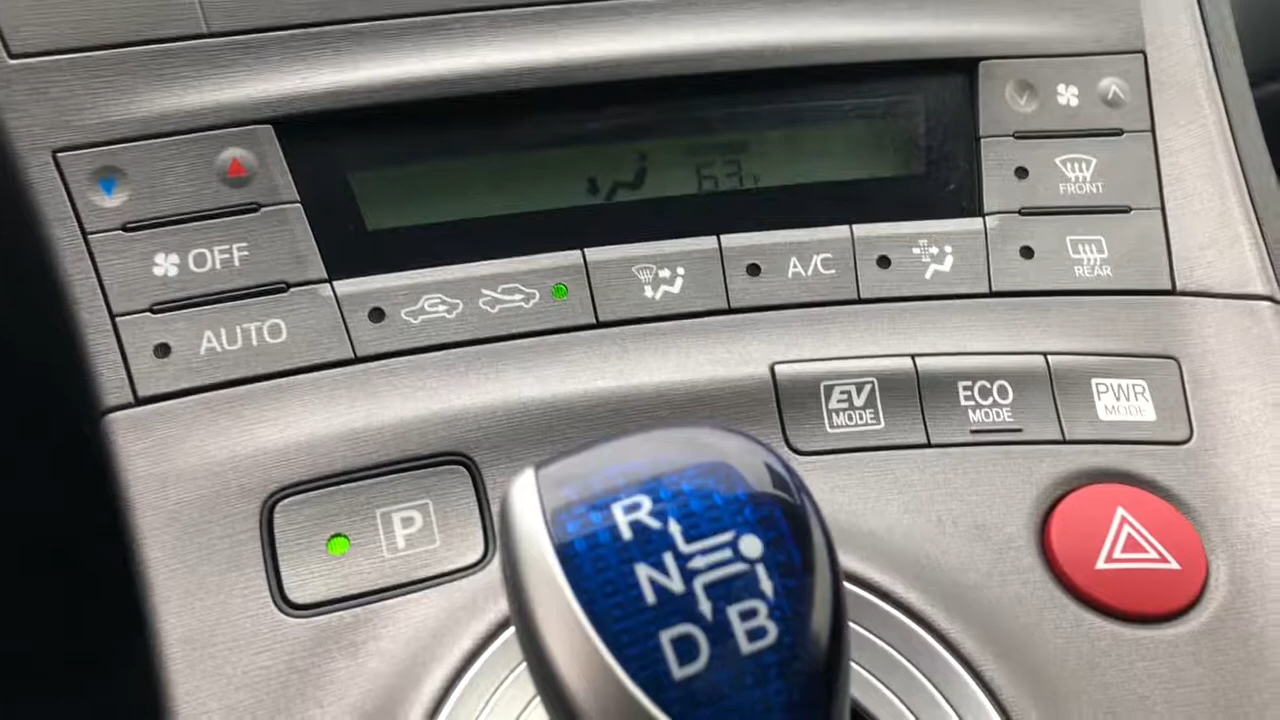 63
FRONT
OFF
REAR
A/C
AUTO
EV
MODE
ECO
MODE
PWR
MODE
P
R
N
D
B